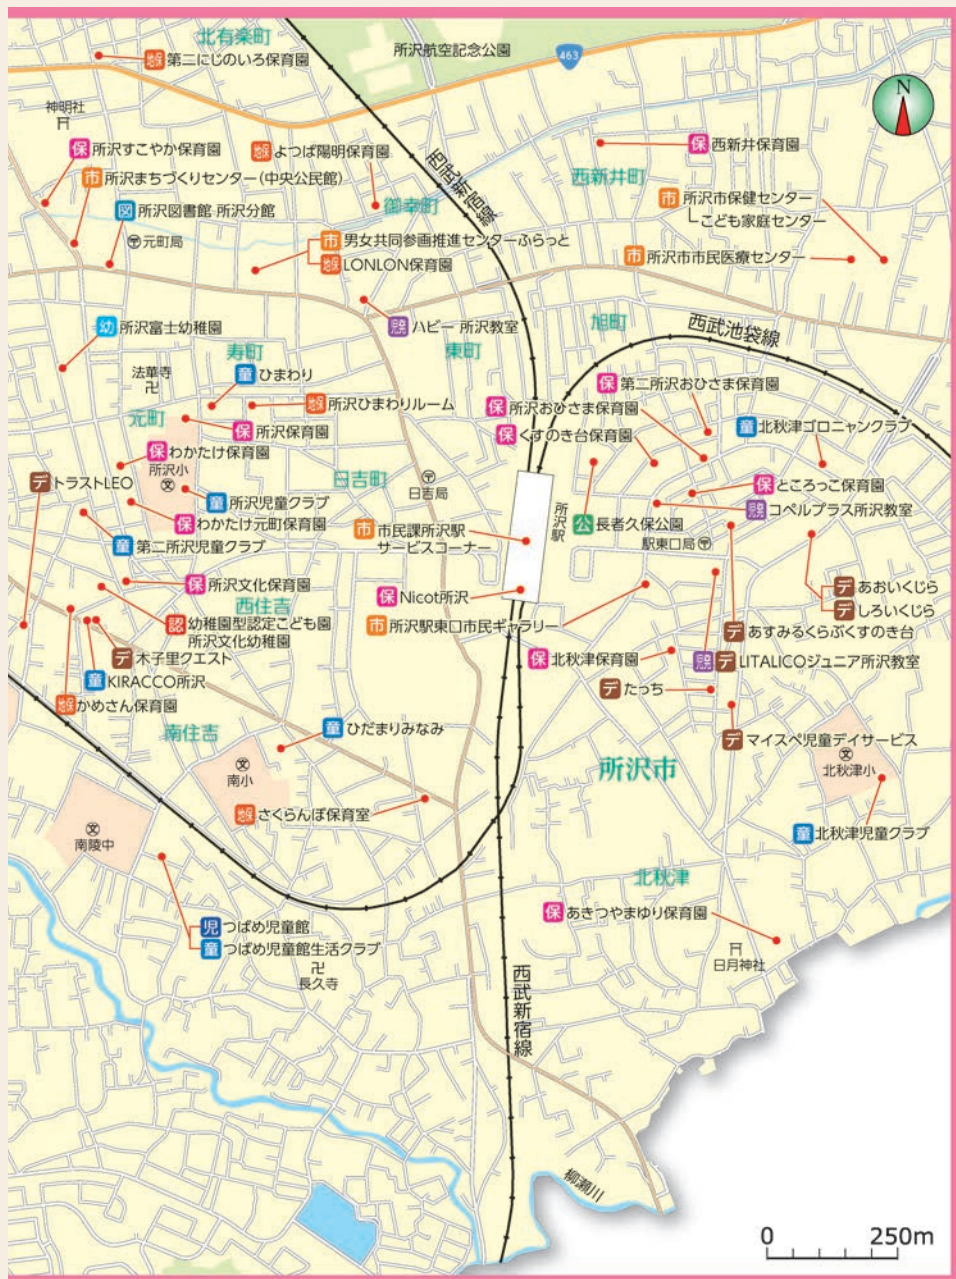 北有楽町
所沢航空記念公園
463
地保 第二にじのいろ保育園
N
神明社
保 所沢すこやか保育園
地保 よつば陽明保育園
保 西新井保育園
西武新宿線
西新井町
市 所沢まちづくりセンター(中央公民館)
市 所沢市保健センター
こども家庭センター
御幸町
図 所沢図書館 所沢分館
元町局
市 男女共同参画推進センターふらっと
地保 LONLON保育園
市 所沢市市民医療センター
幼 所沢富士幼稚園
ハビー 所沢教室
旭町
西武池袋線
寿町
東町
法華寺
童 ひまわり
保 第二所沢おひさま保育園
地保 所沢ひまわりルーム
保 所沢おひさま保育園
元町
保 所沢保育園
保 くすのき台保育園
童 北秋津ゴロニャンクラブ
保 わかたけ保育園
所沢小
文
日吉町
日吉局
デ トラストLEO
保 ところっこ保育園
童 所沢児童クラブ
コペルプラス所沢教室
保 わかたけ元町保育園
市 市民課所沢駅
サービスコーナー
所沢駅
公 長者久保公園
駅東口局
童 第二所沢児童クラブ
保 所沢文化保育園
デ あおいくじら
デ しろいくじら
保 Nicot所沢
西住吉
認 幼稚園型認定こども園
所沢文化幼稚園
市 所沢駅東口市民ギャラリー
デ あすみるくらぶくすのき台
デ 木子里クエスト
保 北秋津保育園
デ LITALICOジュニア所沢教室
童 KIRACCO所沢
デ たっち
地保 かめさん保育園
南住吉
童 ひだまりみなみ
デ マイスペ児童デイサービス
所沢市
文
南小
文
北秋津小
地保 さくらんぼ保育室
文
南陵中
童 北秋津児童クラブ
北秋津
保 あきつやまゆり保育園
児 つばめ児童館
童 つばめ児童館生活クラブ
日月神社
長久寺
西武新宿線
柳瀬川
0 250m